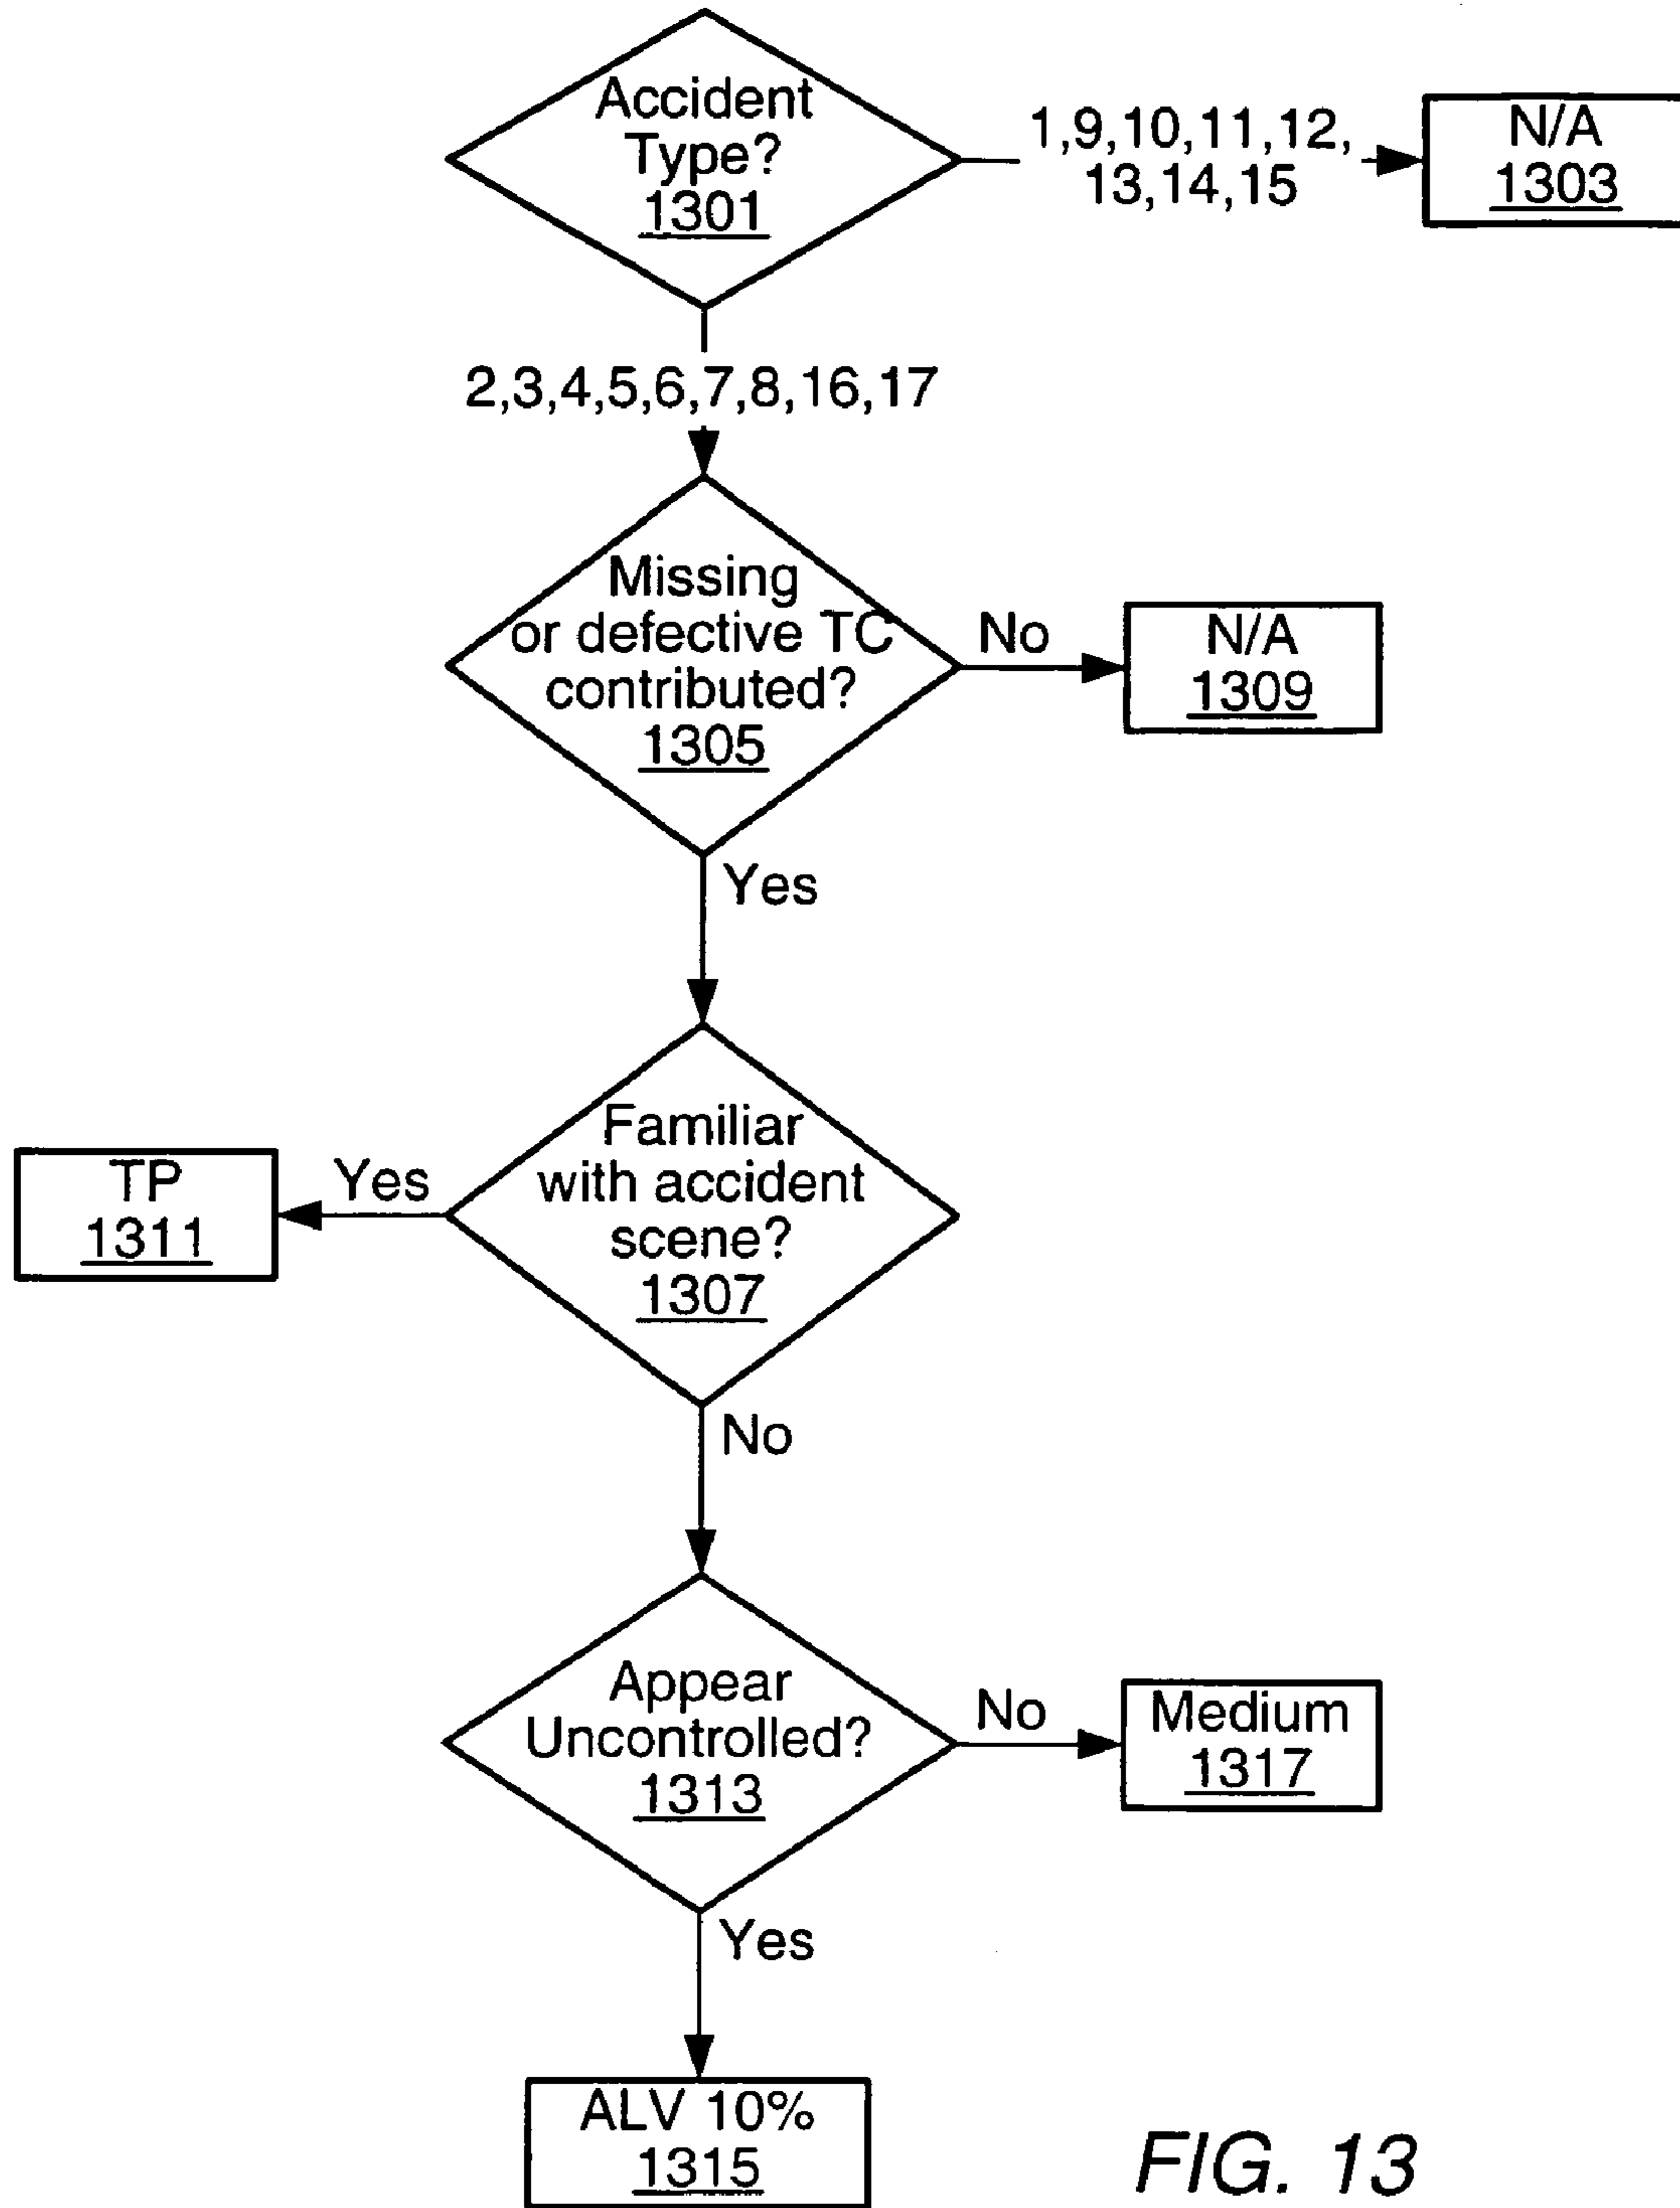 Accident
Type?
1301
1,9,10,11,12,
13,14,15
N/A
1303
2,3,4,5,6,7,8,16,17
Missing
or defective TC
contributed?
1305
No
N/A
1309
Yes
Familiar
with accident
scene?
1307
Yes
TP
1311
No
Appear
Uncontrolled?
1313
No
Medium
1317
Yes
ALV 10%
1315
FIG. 13